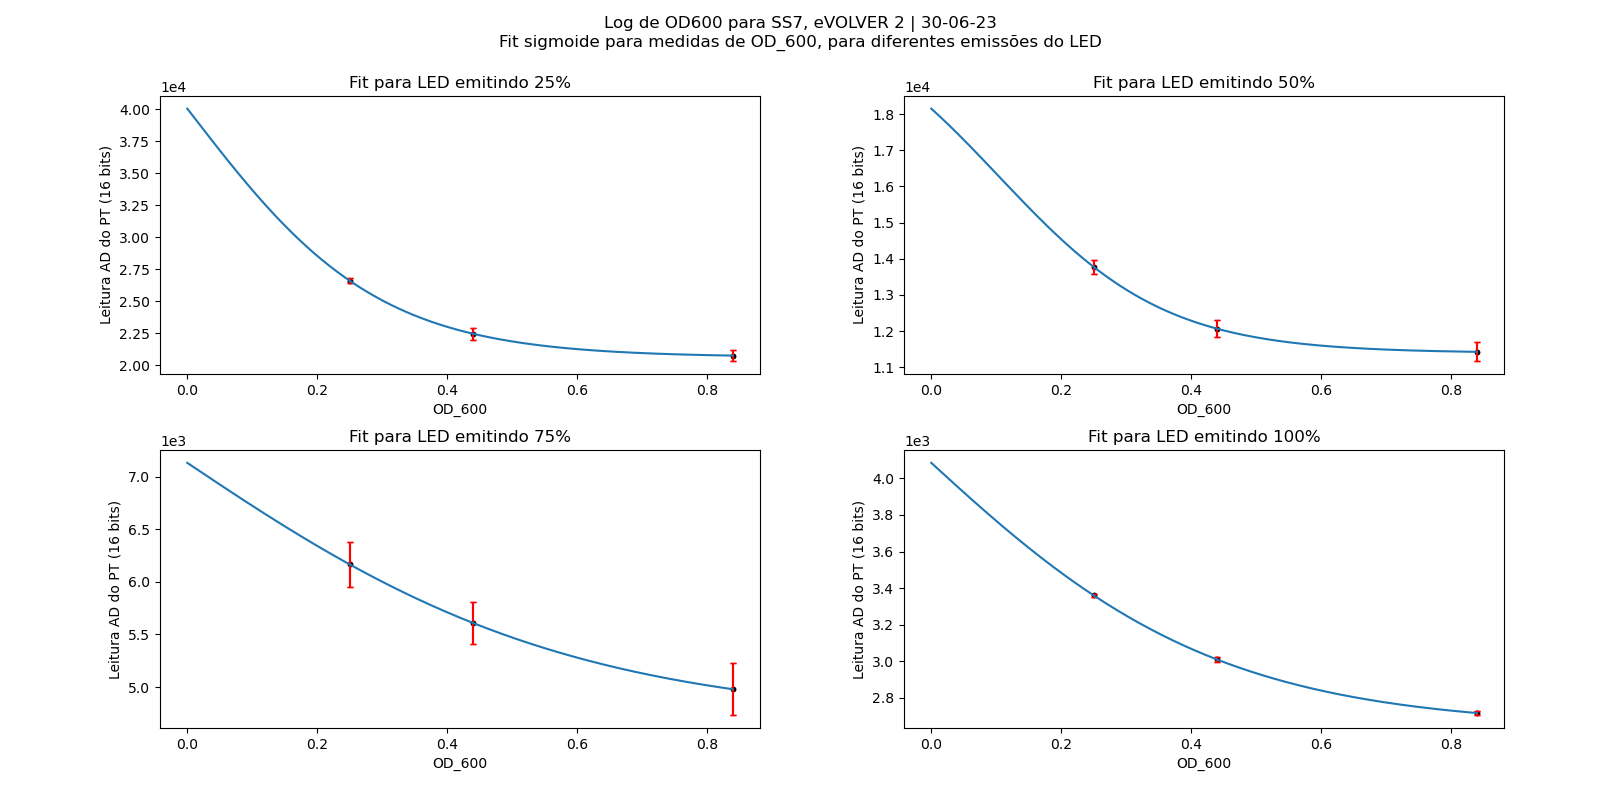 Log de OD600 para SS7, eVOLVER 2 | 30-06-23
Fit sigmoide para medidas de OD_600, para diferentes emissões do LED
Fit para LED emitindo 25%
1e4
4.00
3.75
3.50
3.25
3.00
2.75
2.50
2.25
2.00
Leitura AD do PT (16 bits)
0.0 0.2 0.4 0.6 0.8
OD_600
Fit para LED emitindo 50%
1e4
1.8
1.7
1.6
1.5
1.4
1.3
1.2
1.1
Leitura AD do PT (16 bits)
0.0 0.2 0.4 0.6 0.8
OD_600
Fit para LED emitindo 75%
1e3
7.0
6.5
6.0
5.5
5.0
Leitura AD do PT (16 bits)
0.0 0.2 0.4 0.6 0.8
OD_600
Fit para LED emitindo 100%
1e3
4.0
3.8
3.6
3.4
3.2
3.0
2.8
Leitura AD do PT (16 bits)
0.0 0.2 0.4 0.6 0.8
OD_600